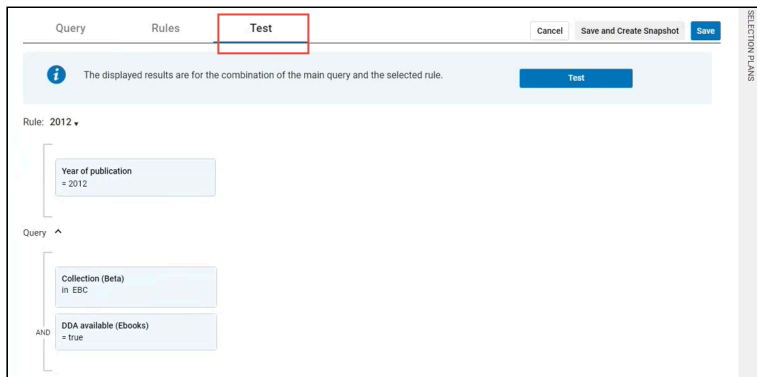 Query Rules Test Cancel Save and Create Snapshot Save
The displayed results are for the combination of the main query and the selected rule. Test
Rule: 2012
Year of publication
= 2012
Query
Collection (Beta)
in EBC
AND
DDA available (Ebooks)
= true
SELECTION PLANS